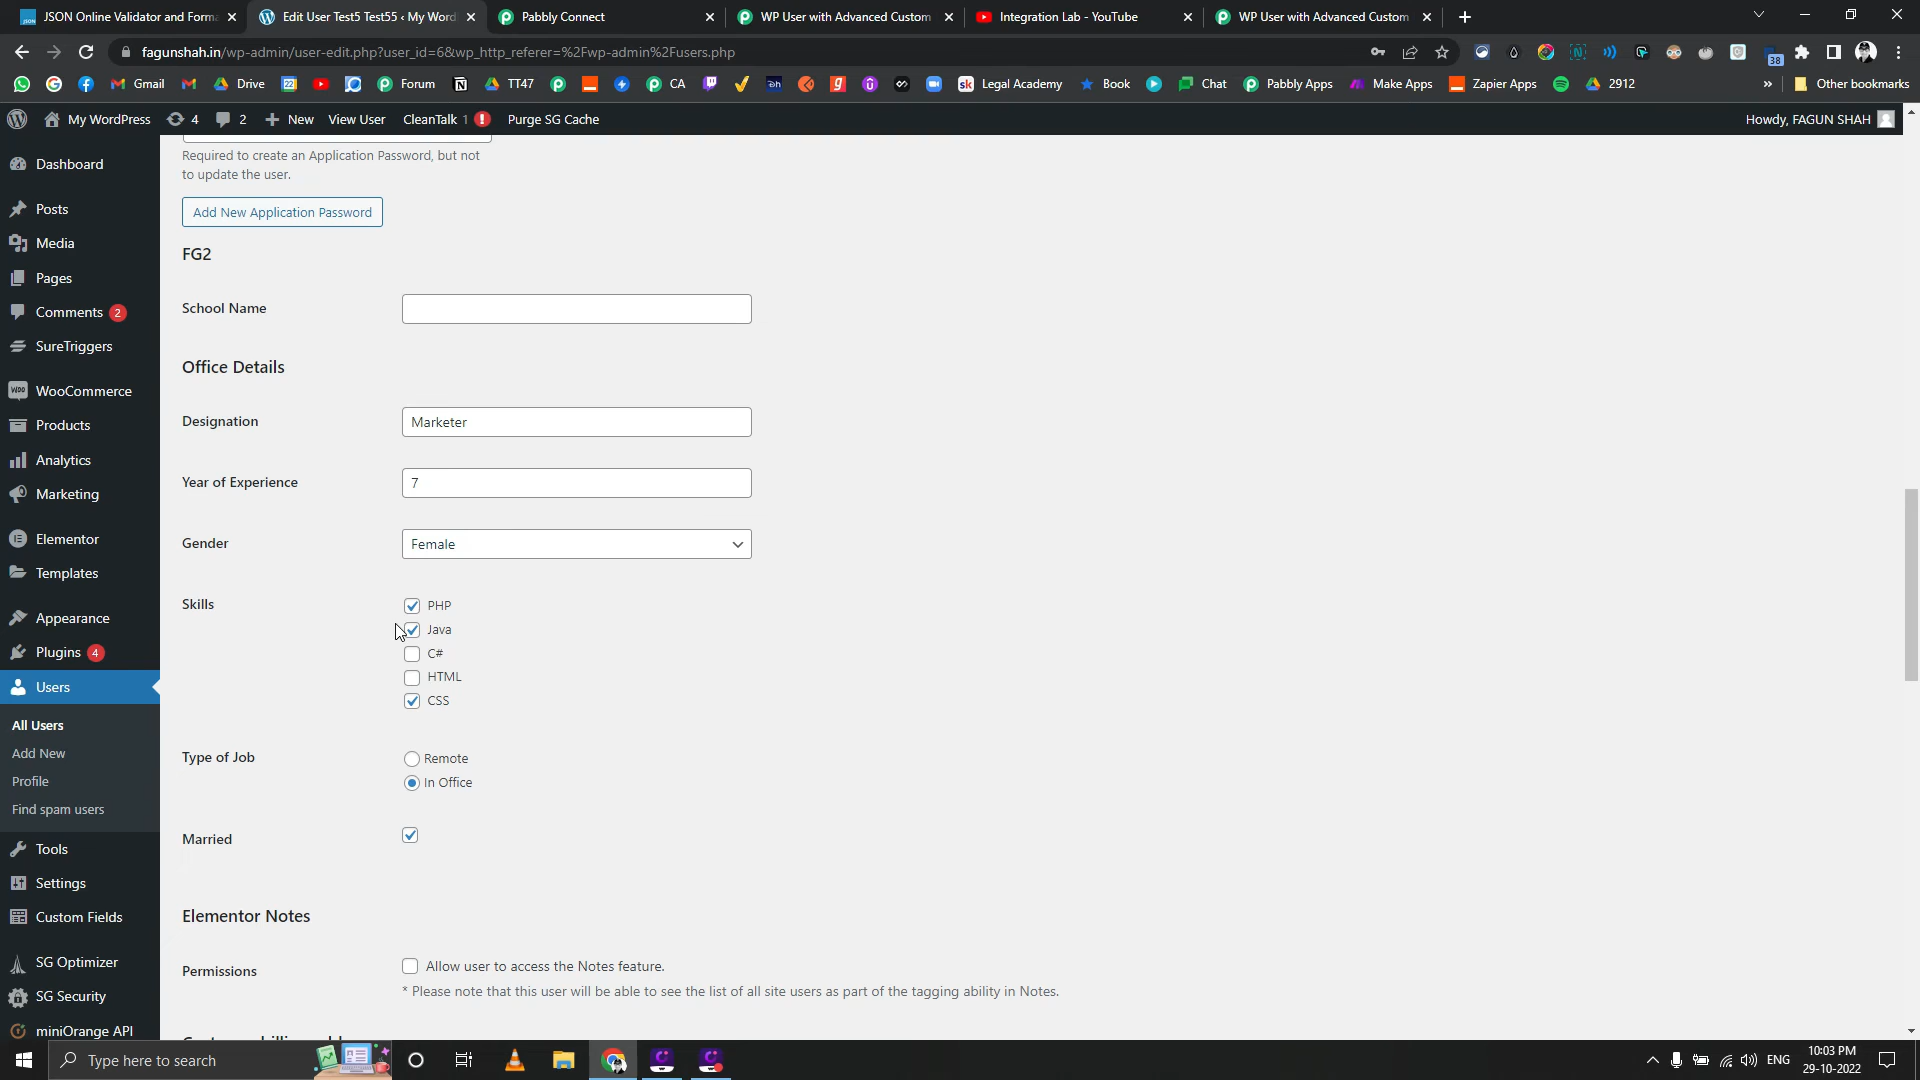 JSON Online Validator and Forma
Edit User Test5 Test55 ‹ My Word
Pabbly Connect
WP User with Advanced Custom
Integration Lab - YouTube
WP User with Advanced Custom
fagunshah.in/wp-admin/user-edit.php?user_id=6&wp_http_referer=%2Fwp-admin%2Fusers.php
38
Gmail
Drive
22
Forum
TT47
CA
Legal Academy
Book
Chat
Pabbly Apps
Make Apps
Zapier Apps
2912
Other bookmarks
My WordPress
4
2
New
View User
CleanTalk 1
Purge SG Cache
Howdy, FAGUN SHAH
Dashboard
Posts
Media
Pages
Comments 2
SureTriggers
WooCommerce
Products
Analytics
Marketing
Elementor
Templates
Appearance
Plugins 4
Users
All Users
Add New
Profile
Find spam users
Tools
Settings
Custom Fields
SG Optimizer
SG Security
miniOrange API
Required to create an Application Password, but not
to update the user.
Add New Application Password
FG2
School Name
Office Details
Designation
Marketer
Year of Experience
7
Gender
Female
Skills
PHP
Java
C#
HTML
CSS
Type of Job
Remote
In Office
Married
Elementor Notes
Permissions
Allow user to access the Notes feature.
* Please note that this user will be able to see the list of all site users as part of the tagging ability in Notes.
Type here to search
ENG
10:03 PM
29-10-2022